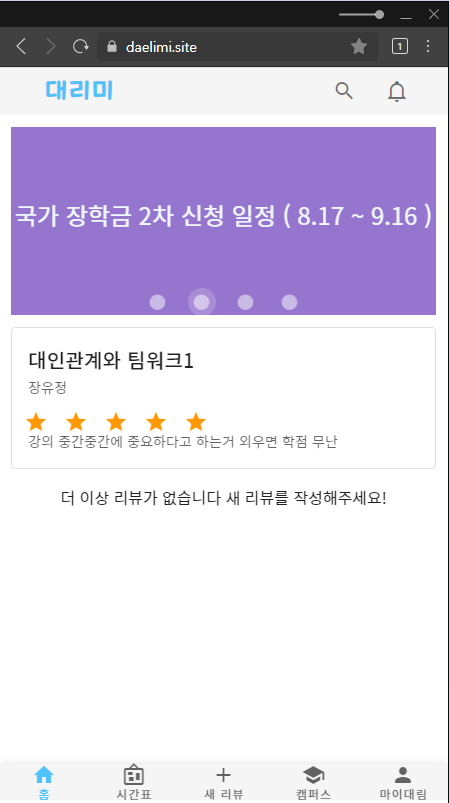 daelimi.site
1
대리미
국가 장학금 2차 신청 일정 ( 8.17 ~ 9.16 )
대인관계와 팀워크1
장유정
강의 중간중간에 중요하다고 하는거 외우면 학점 무난
더 이상 리뷰가 없습니다 새 리뷰를 작성해주세요!
홈 시간표 새 리뷰 캠퍼스 마이대림